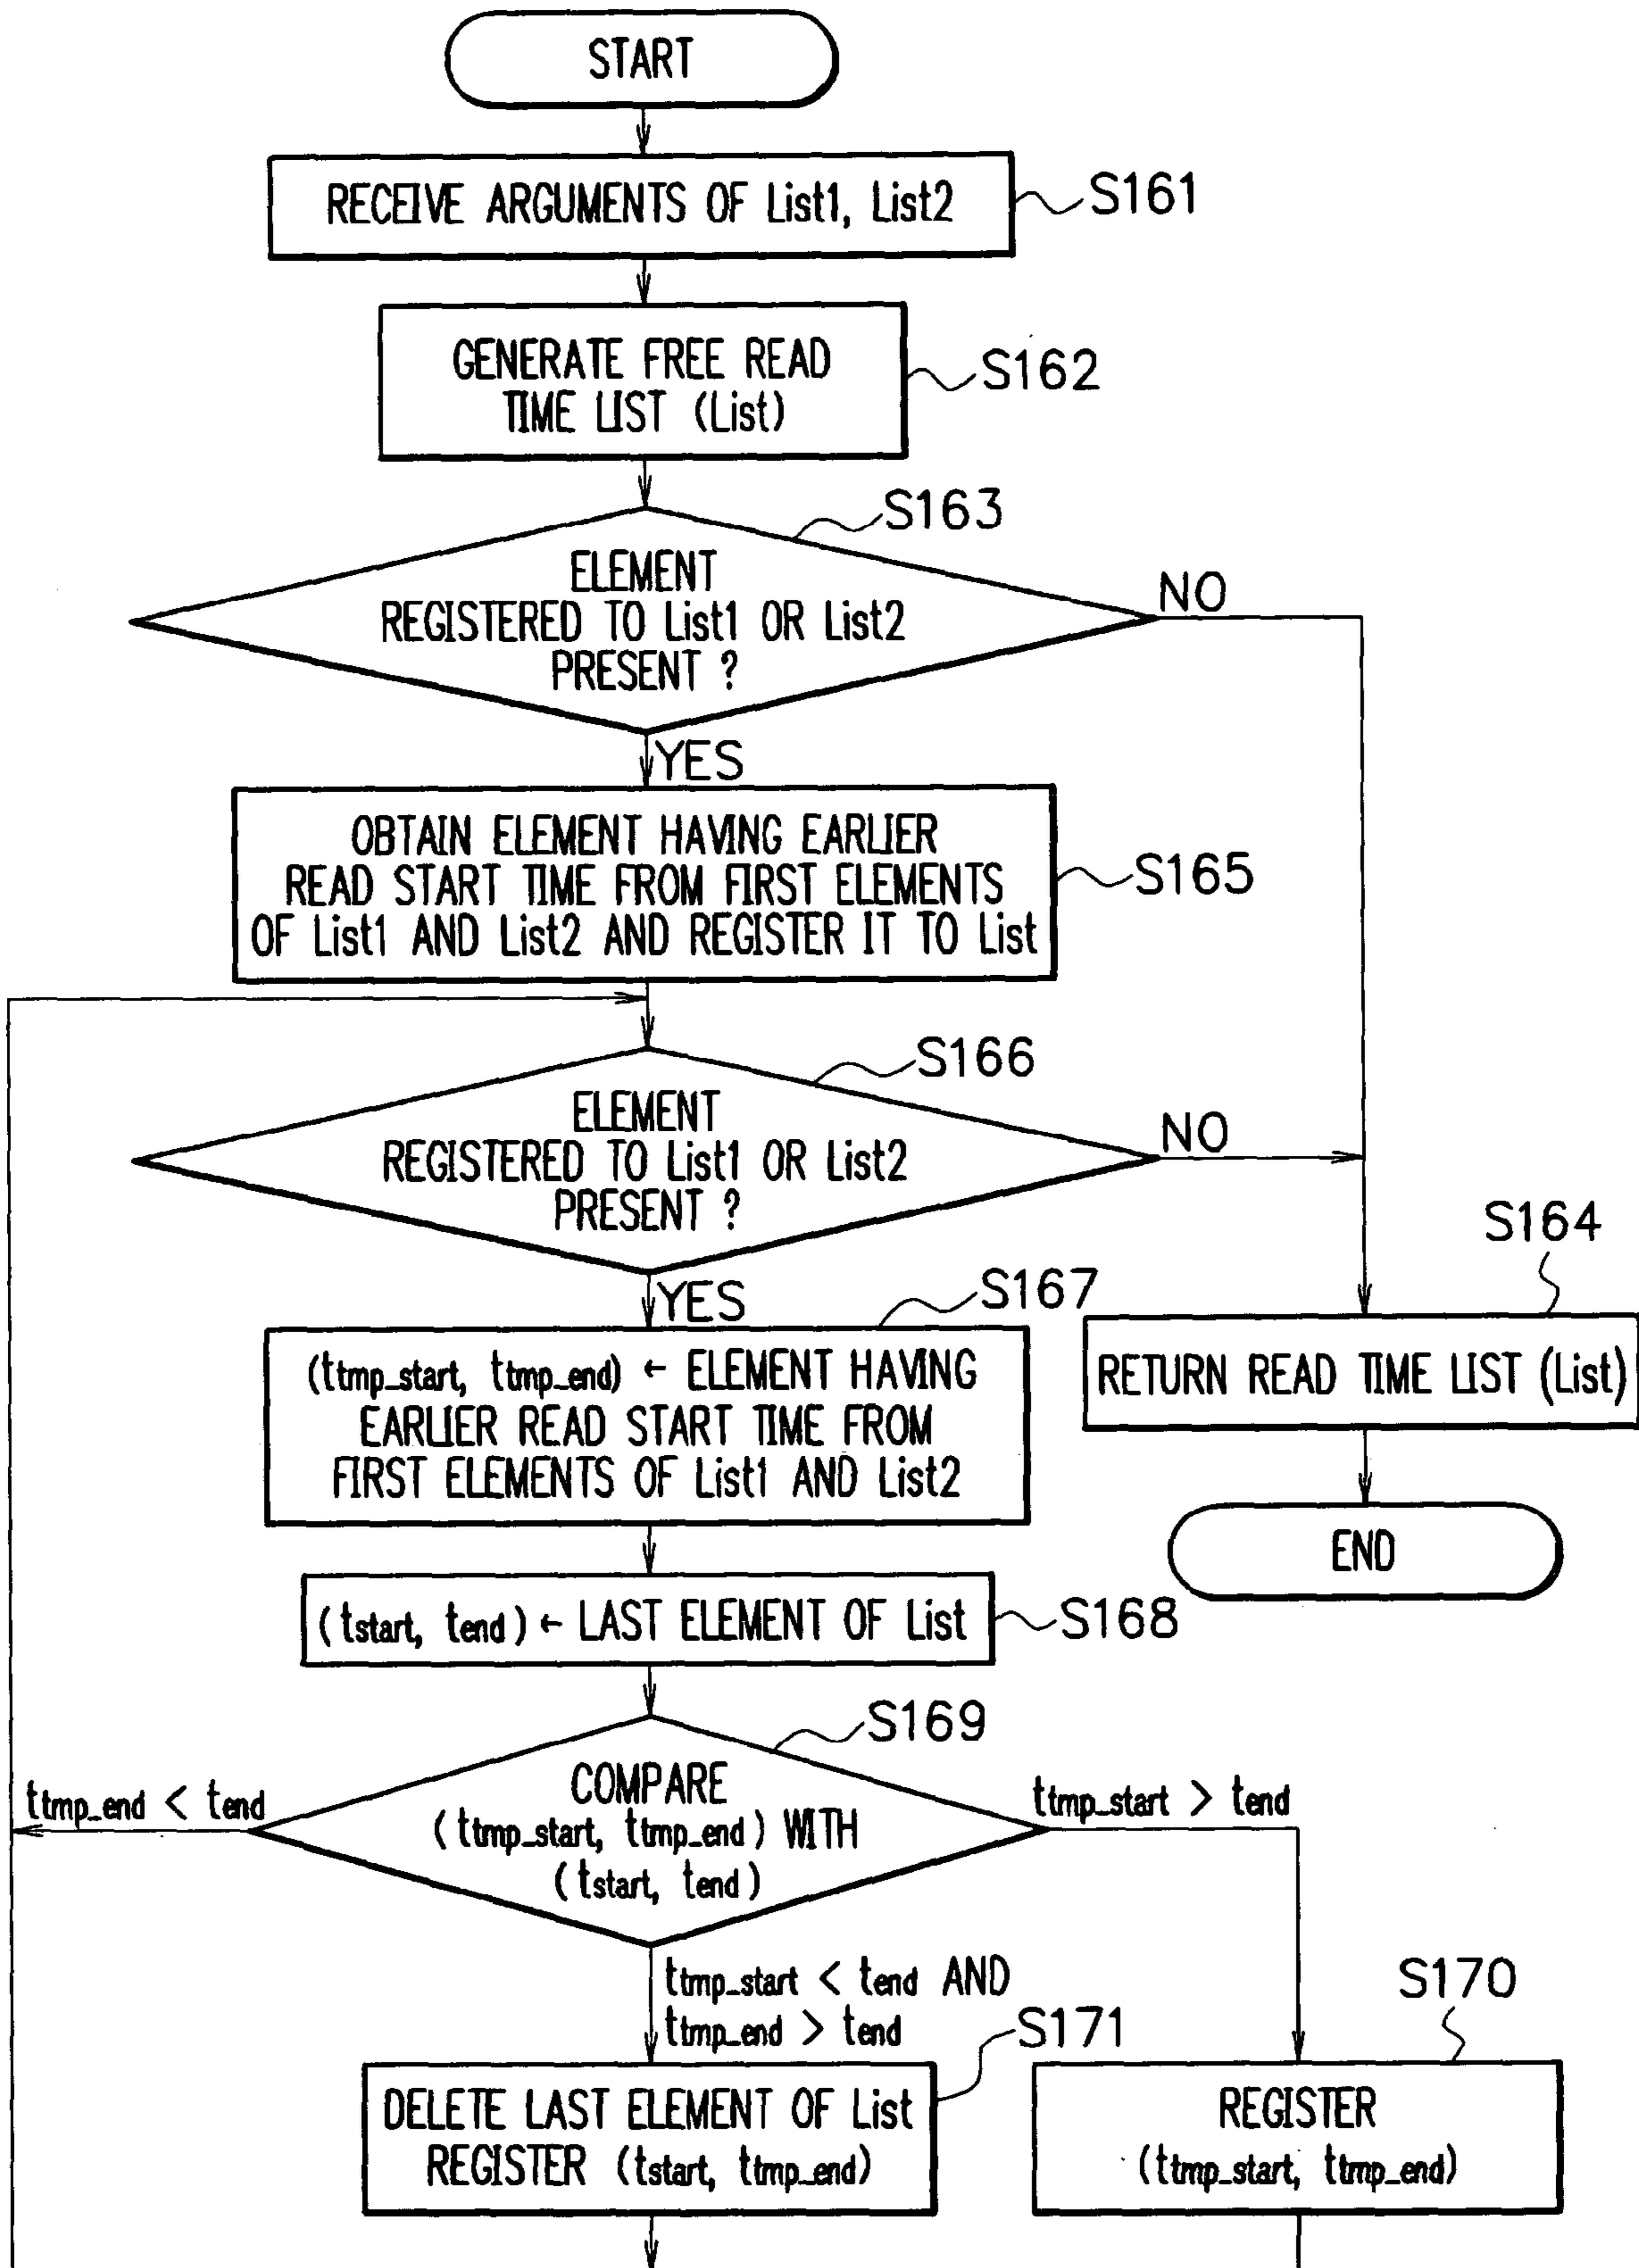 START
RECEIVE ARGUMENTS OF List1, List2
S161
GENERATE FREE READ
TIME LIST (List)
S162
S163
ELEMENT
REGISTERED TO List1 OR List2
PRESENT ?
NO
YES
OBTAIN ELEMENT HAVING EARLIER
READ START TIME FROM FIRST ELEMENTS
OF List1 AND List2 AND REGISTER IT TO List
S165
S166
ELEMENT
REGISTERED TO List1 OR List2
PRESENT ?
NO
S164
YES
S167
(ttmp_start, ttmp_end) ← ELEMENT HAVING
EARLIER READ START TIME FROM
FIRST ELEMENTS OF List1 AND List2
RETURN READ TIME LIST (List)
END
(tstart, tend) ← LAST ELEMENT OF List
S168
S169
COMPARE
(ttmp_start, ttmp_end) WITH
(tstart, tend)
ttmp_end < tend
ttmp_start > tend
ttmp_start < tend AND
ttmp_end > tend
S171
S170
DELETE LAST ELEMENT OF List
REGISTER (tstart, ttmp_end)
REGISTER
(ttmp_start, ttmp_end)